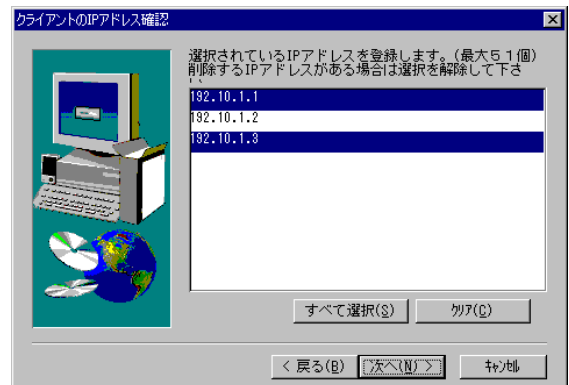 クライアントのIPアドレス確認
選択されているIPアドレスを登録します。(最大51個)
削除するIPアドレスがある場合は選択を解除して下さ
192.10.1.1
192.10.1.2
192.10.1.3
すべて選択(S)
クリア(C)
< 戻る(B)
次へ(N) >
キャンセル